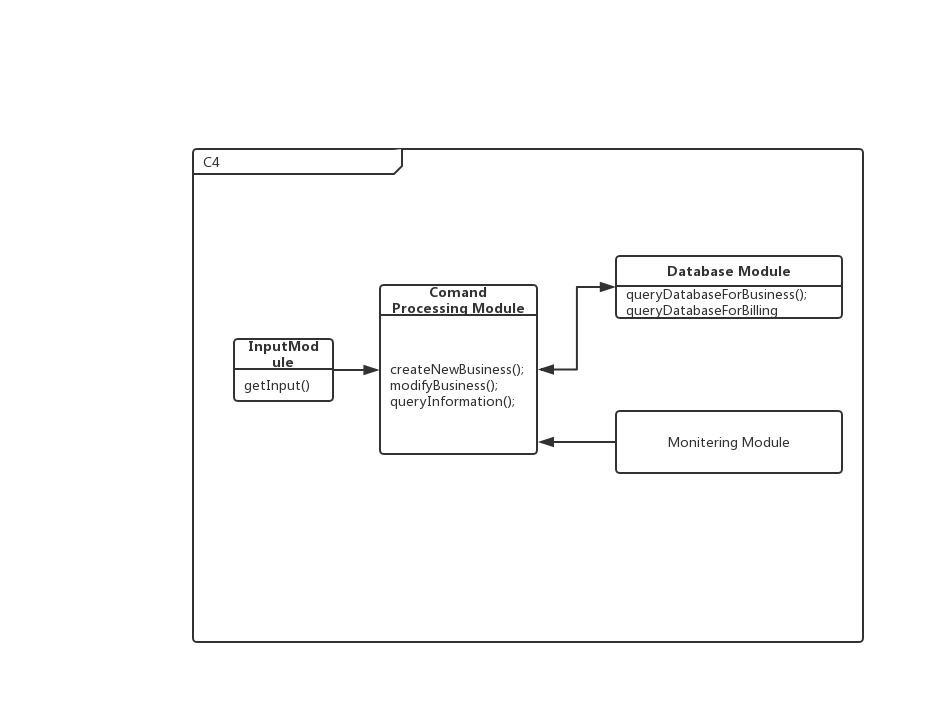 C4
InputMod
ule
getInput()
Comand
Processing Module
createNewBusiness();
modifyBusiness();
queryInformation();
Database Module
queryDatabaseForBusiness();
queryDatabaseForBilling
Monitering Module